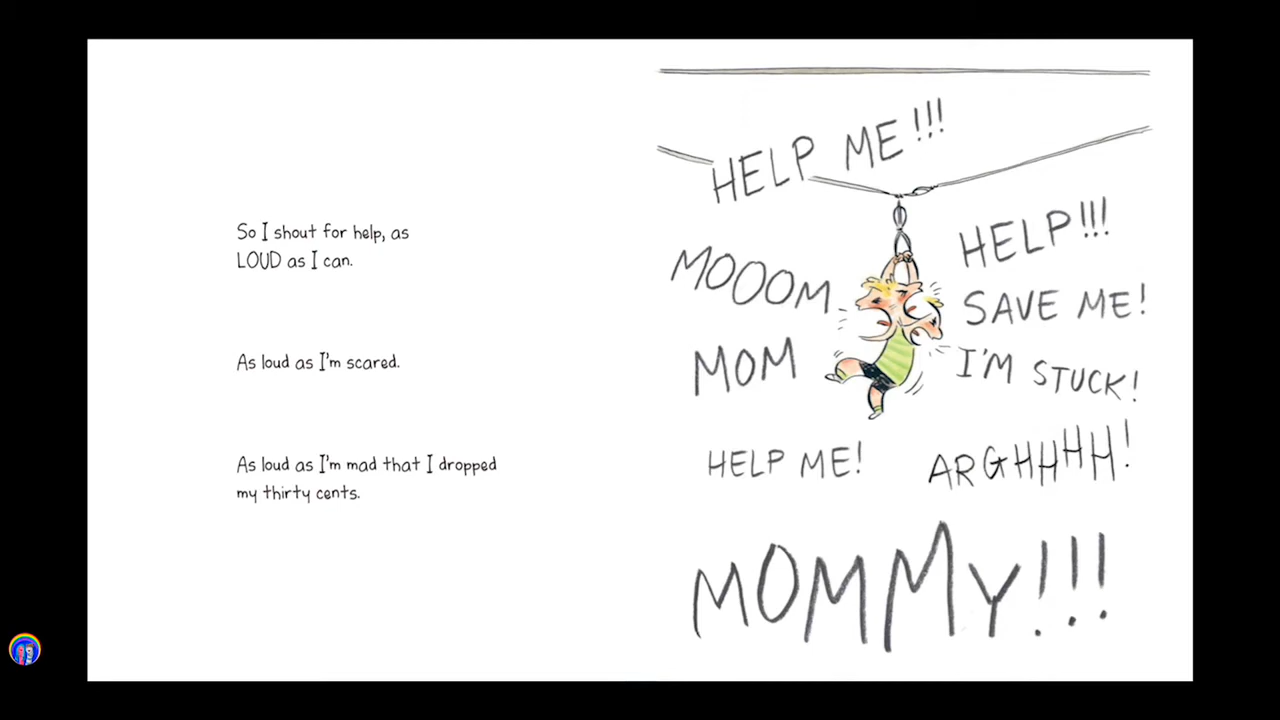 So I shout for help, as
LOUD as I can.
As loud as I'm scared.
As loud as I'm mad that I dropped
my thirty cents.
HELP ME!!!
HELP!!!
MOOOM
SAVE ME!
MOM
I'M STUCK!
HELP ME!
ARGHHHH!
MOMMY!!!